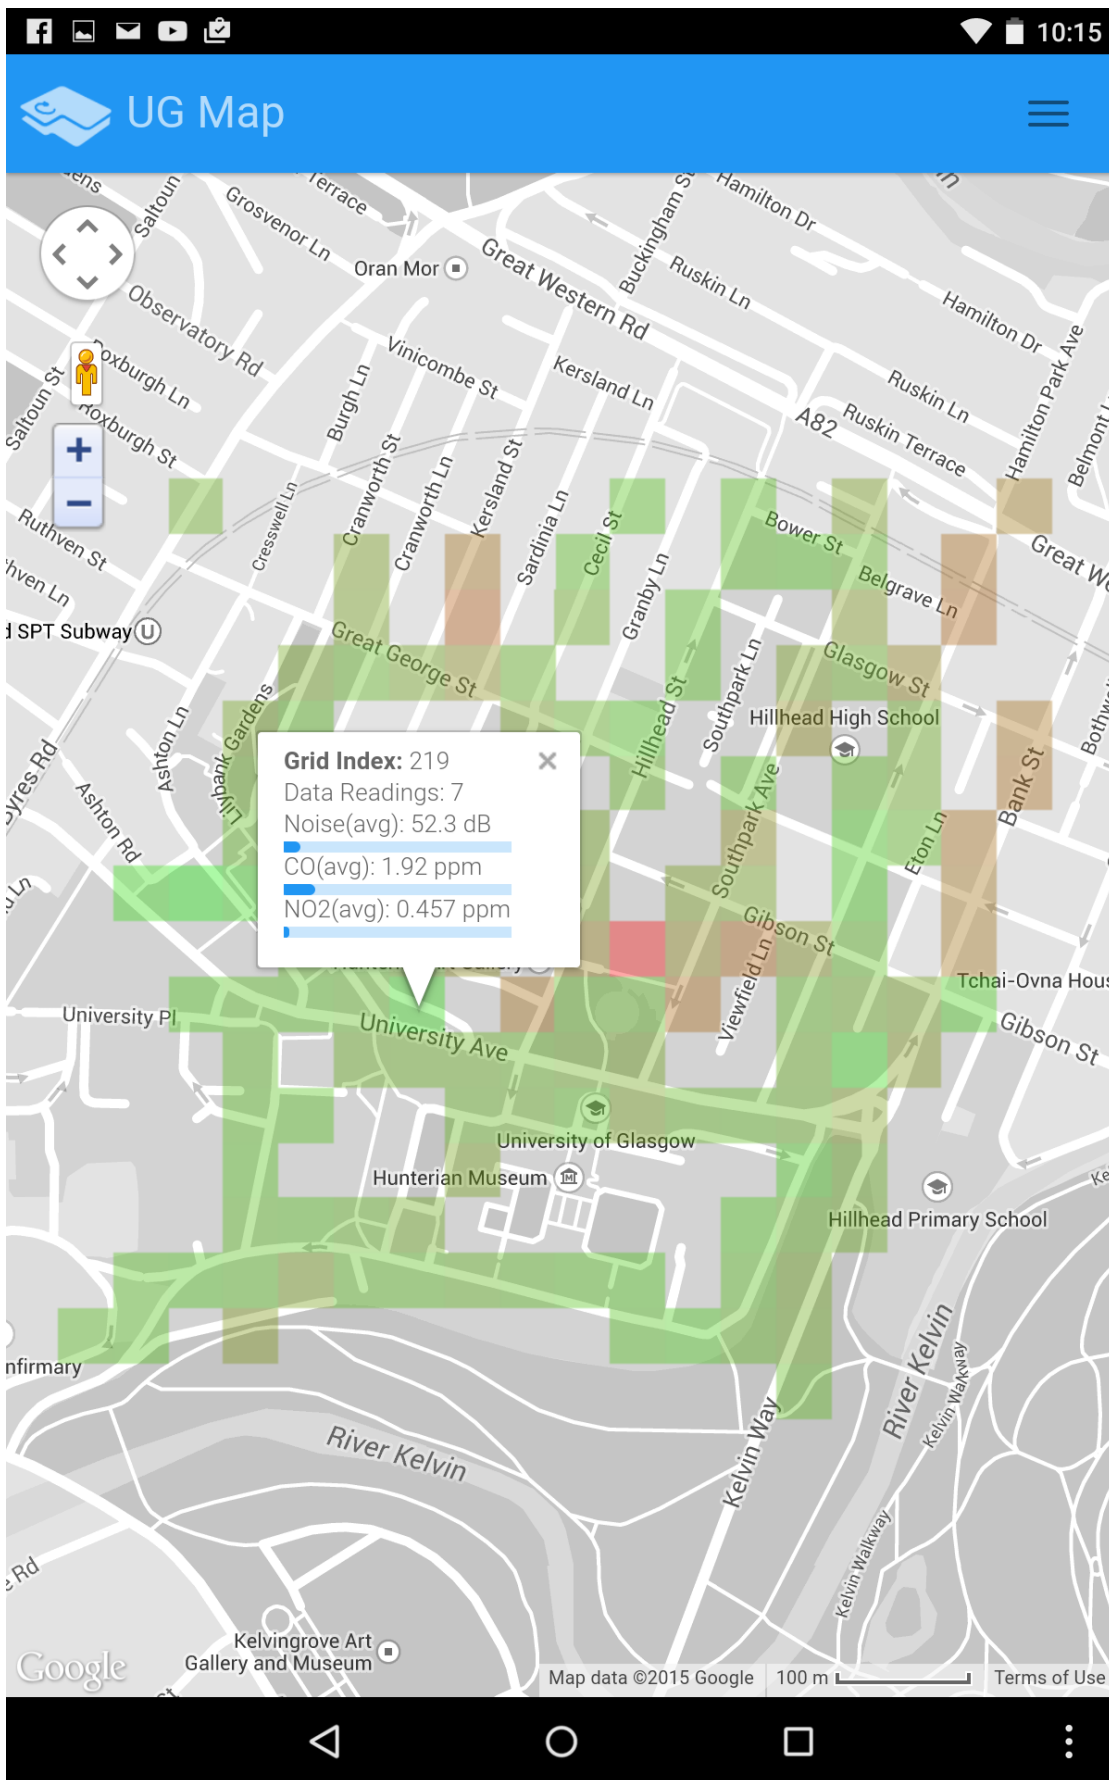 10:15
UG Map
Saltoun
Grosvenor Ln
Terrace
Oran Mor
Great Western Rd
Buckingham St
Hamilton Dr
Ruskin Ln
Hamilton Dr
Hamilton Park Ave
Observatory Rd
Roxburgh Ln
Saltoun St
Roxburgh St
Burgh Ln
Vinicombe St
Kersland Ln
A82
Ruskin Ln
Ruskin Terrace
Belmont
Cranworth St
Cranworth Ln
Kersland St
Sardinia Ln
Cecil St
Granby Ln
Cresswell Ln
Ruthven St
Bower St
Belgrave Ln
Great We
hven Ln
d SPT Subway
U
Great George St
Southpark Ln
Glasgow St
Hillhead St
Hillhead High School
Byres Rd
Ashton Ln
Lilybank Gardens
Ashton Rd
Southpark Ave
Bank St
Eton Ln
Grid Index: 219
Data Readings: 7
Noise(avg): 52.3 dB
CO(avg): 1.92 ppm
NO2(avg): 0.457 ppm
Gibson St
Viewfield Ln
Tchai-Ovna Hous
Gibson St
University Pl
University Ave
University of Glasgow
Hunterian Museum
Hillhead Primary School
nfirmary
River Kelvin
River Kelvin
Kelvin Walkway
Kelvin Way
Kelvin Walkway
Kelvingrove Art
Gallery and Museum
Google
Map data ©2015 Google
100 m
Terms of Use